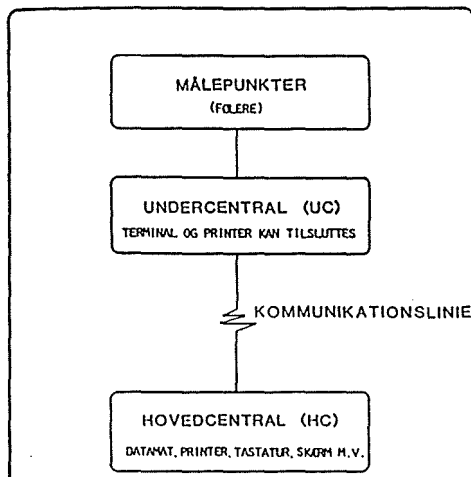 MÅLEPUNKTER
(FØLERE)
UNDERCENTRAL (UC)
TERMINAL OG PRINTER KAN TILSLUTTES
KOMMUNIKATIONSLINIE
HOVEDCENTRAL (HC)
DATAMAT, PRINTER, TASTATUR, SKÆRM M.V.